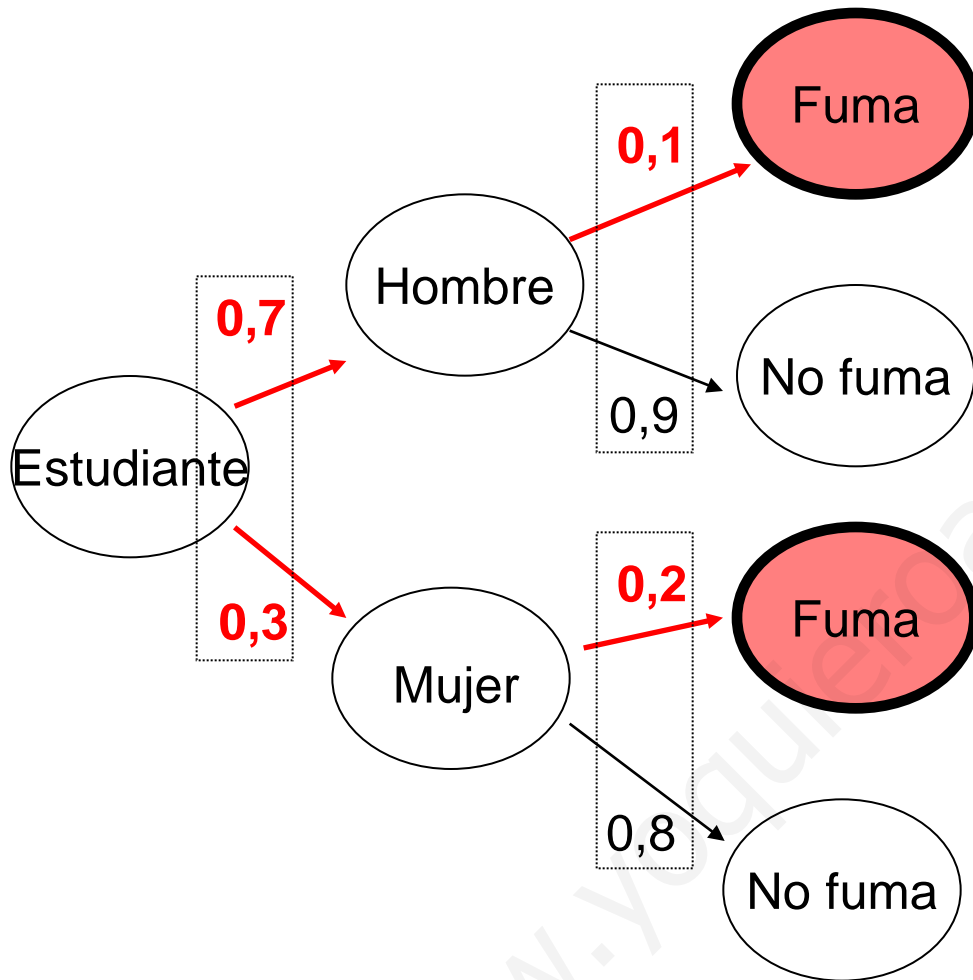 Fuma
0,1
Hombre
0,7
No fuma
0,9
Estudiante
0,2
Fuma
0,3
Mujer
0,8
No fuma